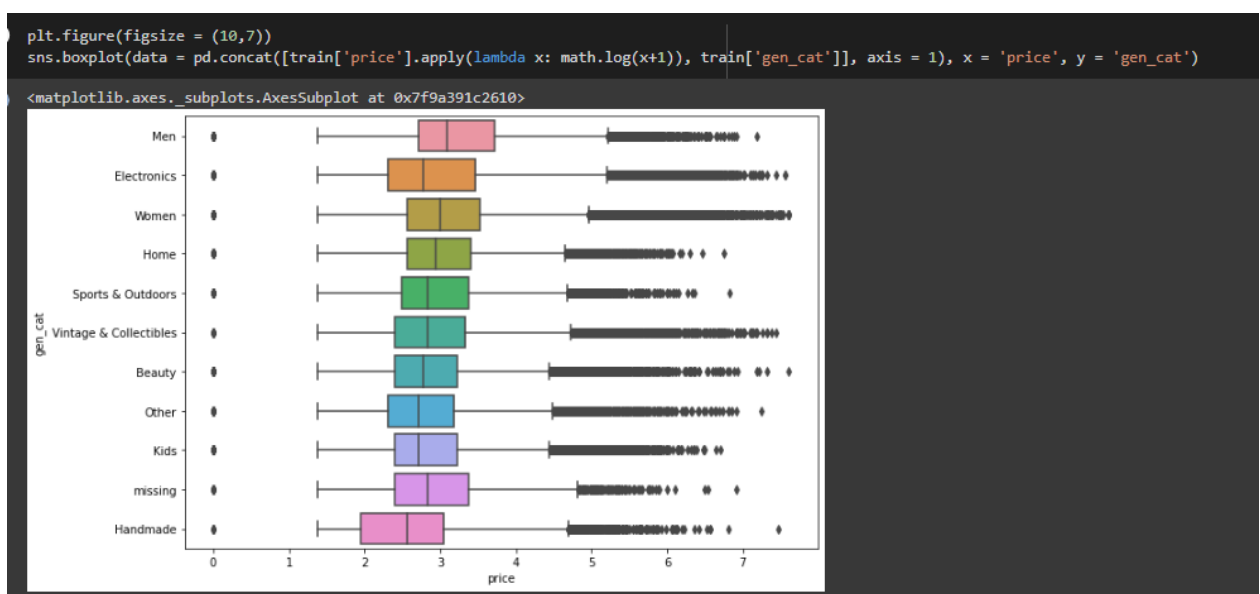 plt.figure(figsize = (10,7))
sns.boxplot(data = pd.concat([train['price'].apply(lambda x: math.log(x+1)), train['gen_cat']], axis = 1), x = 'price', y = 'gen_cat')
<matplotlib.axes._subplots.AxesSubplot at 0x7f9a391c2610>
Men
Electronics
Women
Home
Sports & Outdoors
gen_cat
Vintage & Collectibles
Beauty
Other
Kids
missing
Handmade
0 1 2 3 4 5 6 7
price